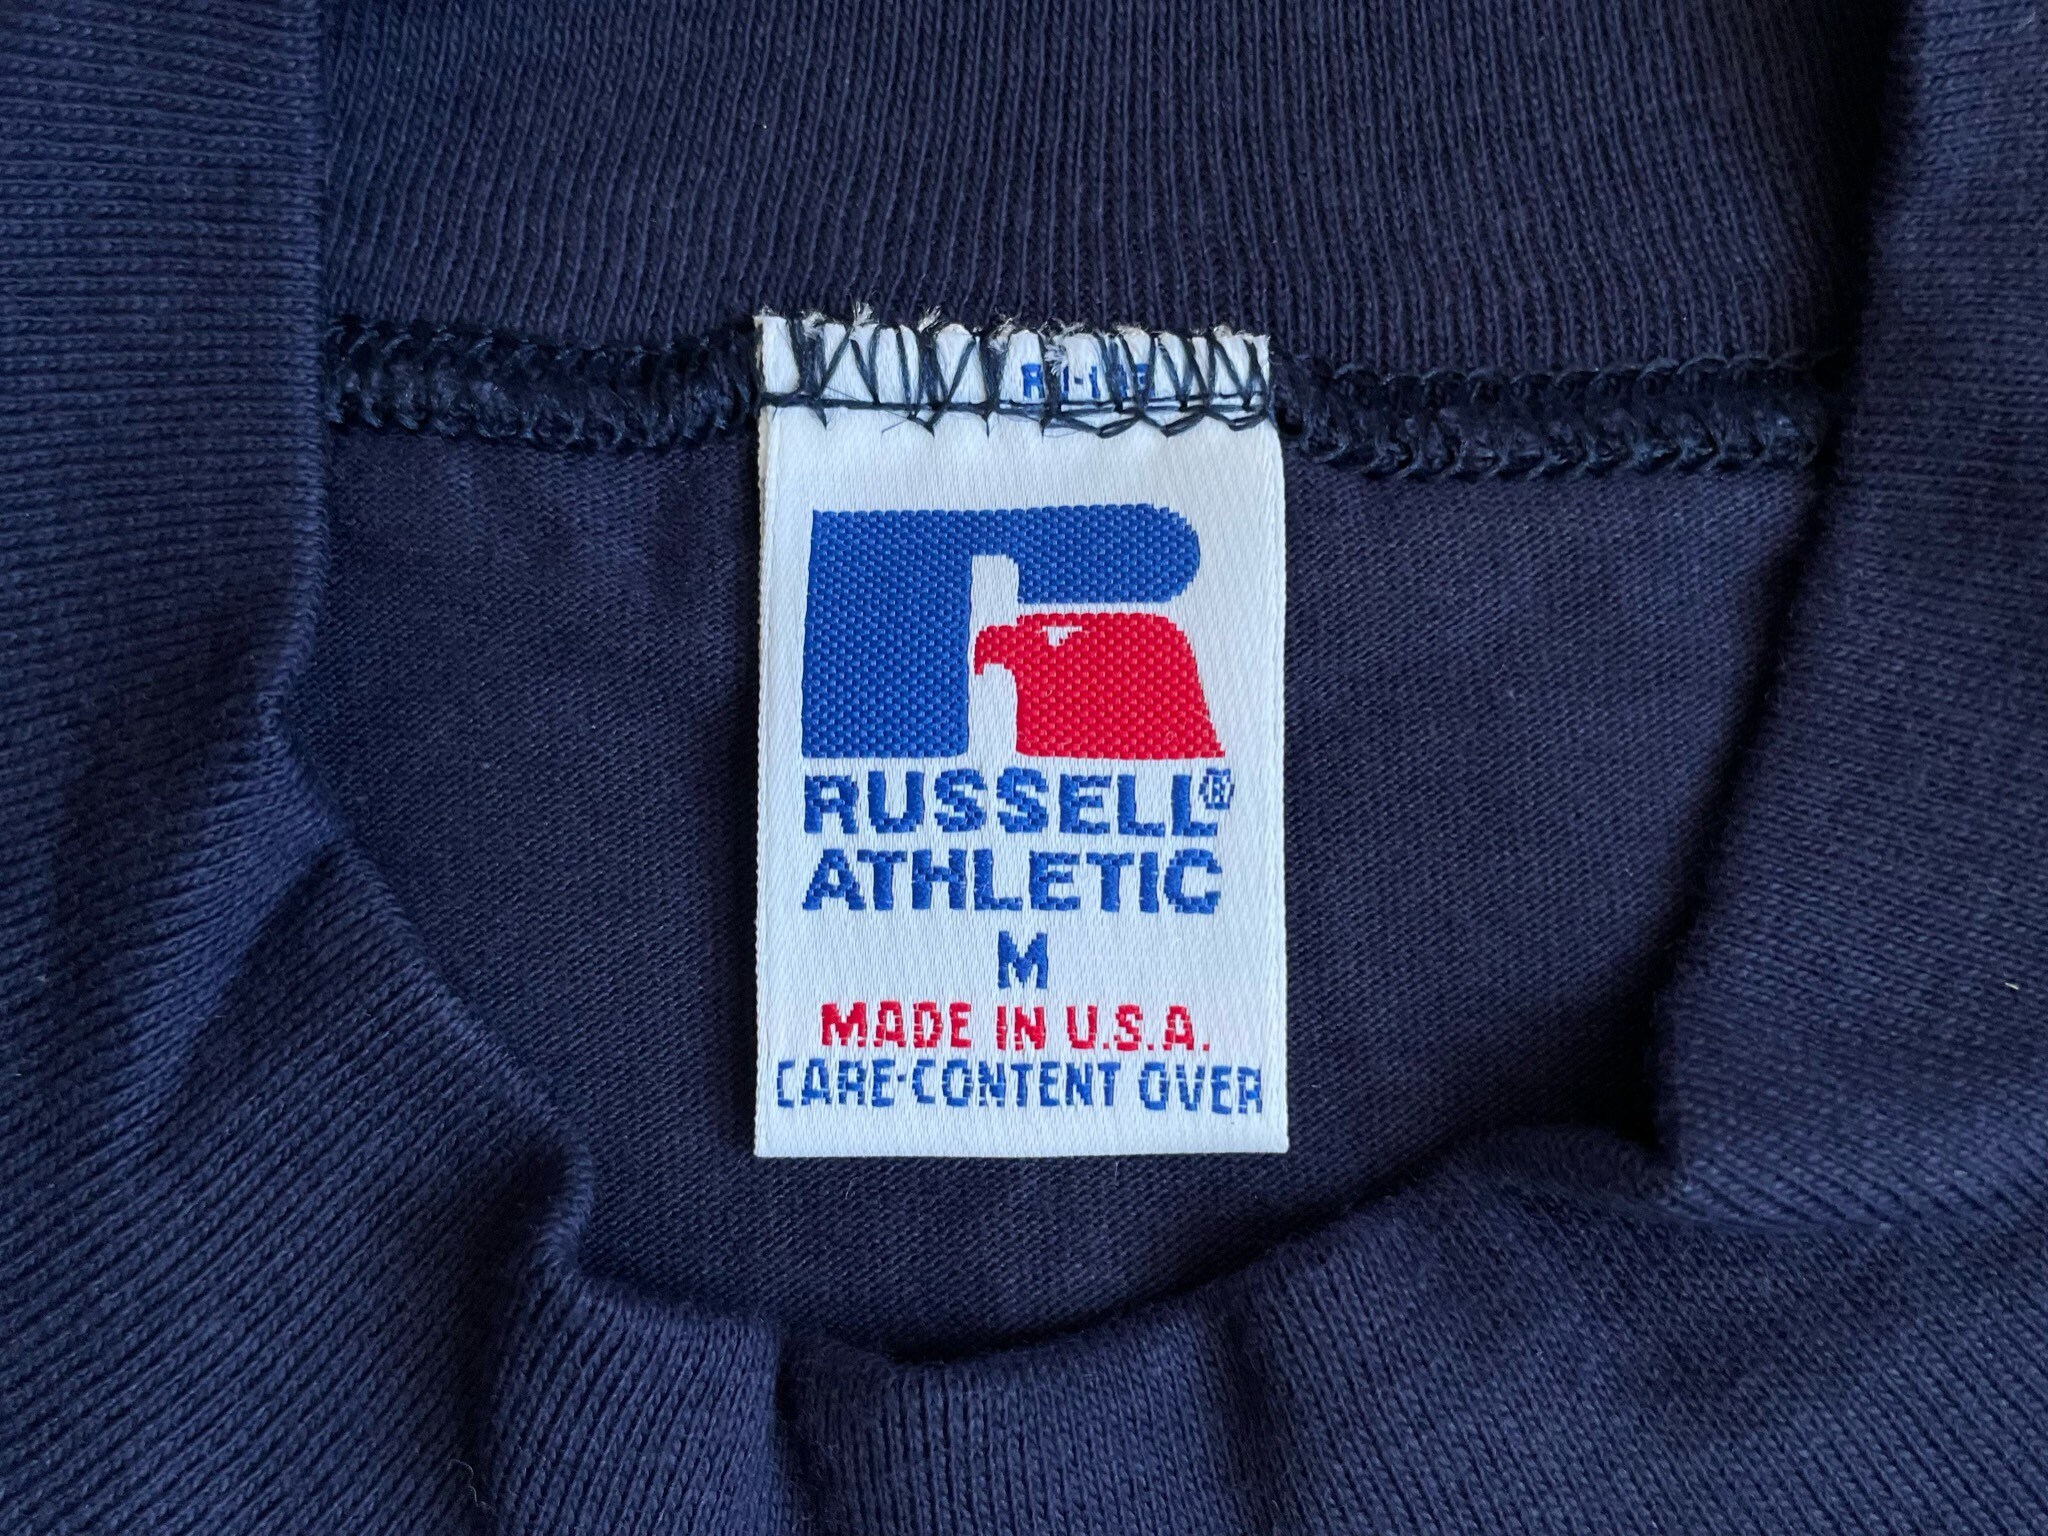 RUSSELL®
ATHLETIC
M
MADE IN U.S.A.
CARE-CONTENT OVER